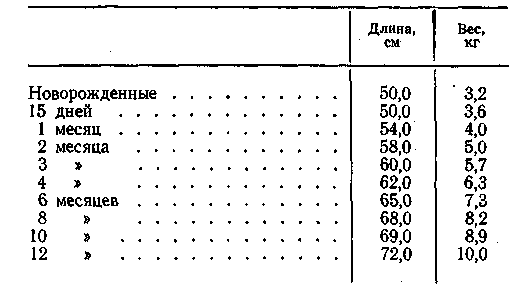 Длина, см Вес, кг
Новорожденные . . . . . . . . . . . 50,0 3,2
15 дней . . . . . . . . . . . . . 50,0 3,6
1 месяц . . . . . . . . . . . . . 54,0 4,0
2 месяца . . . . . . . . . . . . 58,0 5,0
3 » . . . . . . . . . . . . 60,0 5,7
4 » . . . . . . . . . . . . 62,0 6,3
6 месяцев . . . . . . . . . . . . 65,0 7,3
8 » . . . . . . . . . . . . 68,0 8,2
10 » . . . . . . . . . . . . . 69,0 8,9
12 » . . . . . . . . . . . . . 72,0 10,0